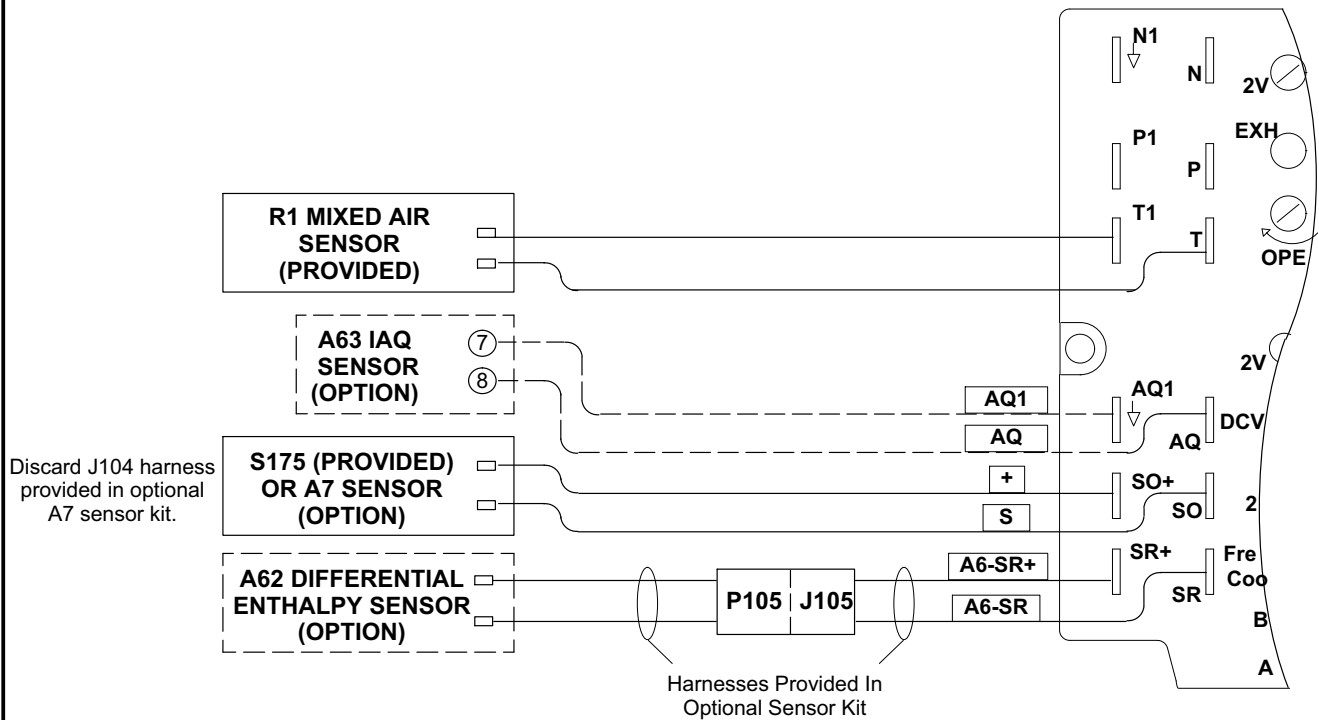 N1
N
2V
EXH
P1
P
R1 MIXED AIR
SENSOR
(PROVIDED)
T1
T
OPE
A63 IAQ
SENSOR
(OPTION)
7
8
2V
AQ1
AQ1
DCV
AQ
AQ
Discard J104 harness
provided in optional
A7 sensor kit.
S175 (PROVIDED)
OR A7 SENSOR
(OPTION)
+
SO+
S
SO
2
A62 DIFFERENTIAL
ENTHALPY SENSOR
(OPTION)
P105
J105
A6-SR+
SR+
A6-SR
SR
Fre
Coo
B
A
Harnesses Provided In
Optional Sensor Kit